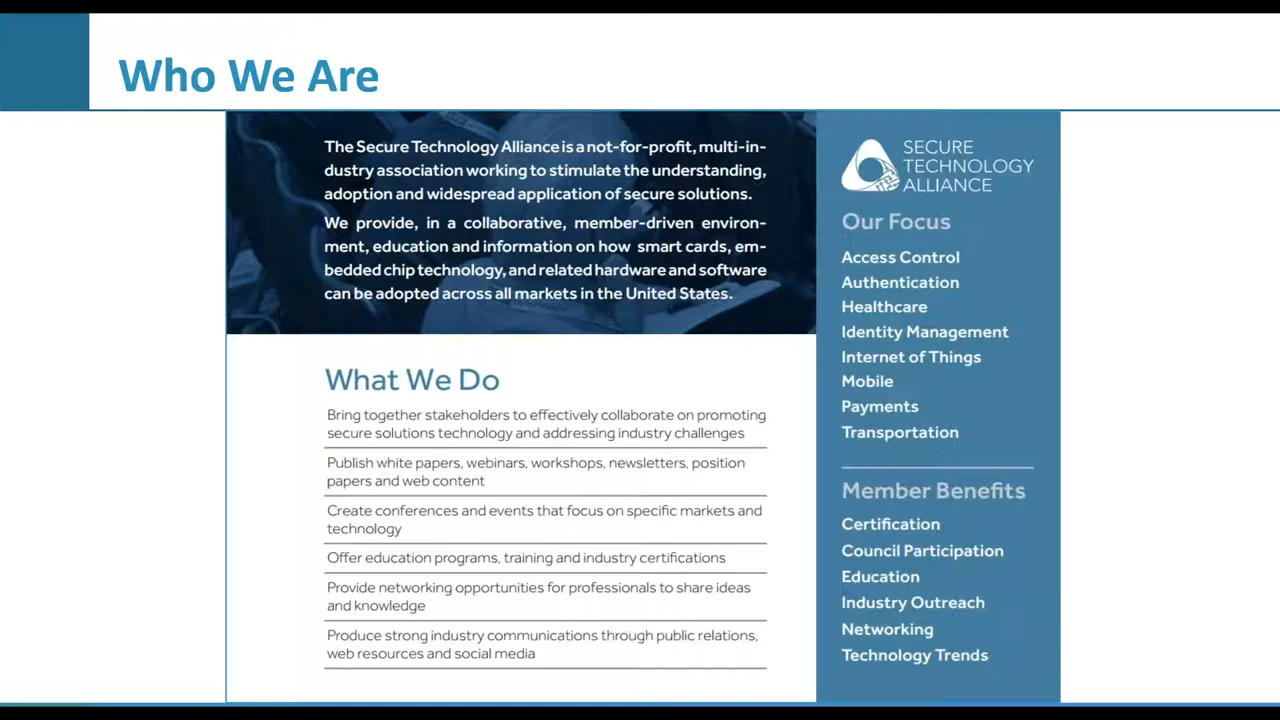 Who We Are
The Secure Technology Alliance is a not-for-profit, multi-in-
dustry association working to stimulate the understanding,
adoption and widespread application of secure solutions.
We provide, in a collaborative, member-driven environ-
ment, education and information on how smart cards, em-
bedded chip technology, and related hardware and software
can be adopted across all markets in the United States.
What We Do
Bring together stakeholders to effectively collaborate on promoting
secure solutions technology and addressing industry challenges
Publish white papers, webinars, workshops, newsletters, position
papers and web content
Create conferences and events that focus on specific markets and
technology
Offer education programs, training and industry certifications
Provide networking opportunities for professionals to share ideas
and knowledge
Produce strong industry communications through public relations,
web resources and social media
SECURE
TECHNOLOGY
ALLIANCE
Our Focus
Access Control
Authentication
Healthcare
Identity Management
Internet of Things
Mobile
Payments
Transportation
Member Benefits
Certification
Council Participation
Education
Industry Outreach
Networking
Technology Trends